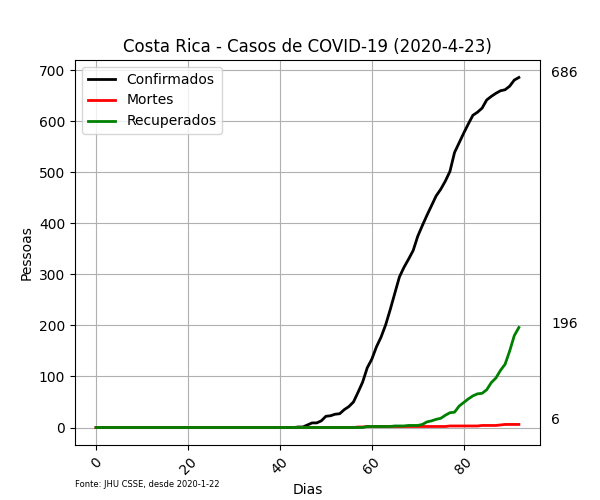 Costa Rica - Casos de COVID-19 (2020-4-23)
Confirmados
Mortes
Recuperados
700
600
500
400
300
200
100
0
Pessoas
686
196
6
0
20
40
60
80
Dias
Fonte: JHU CSSE, desde 2020-1-22